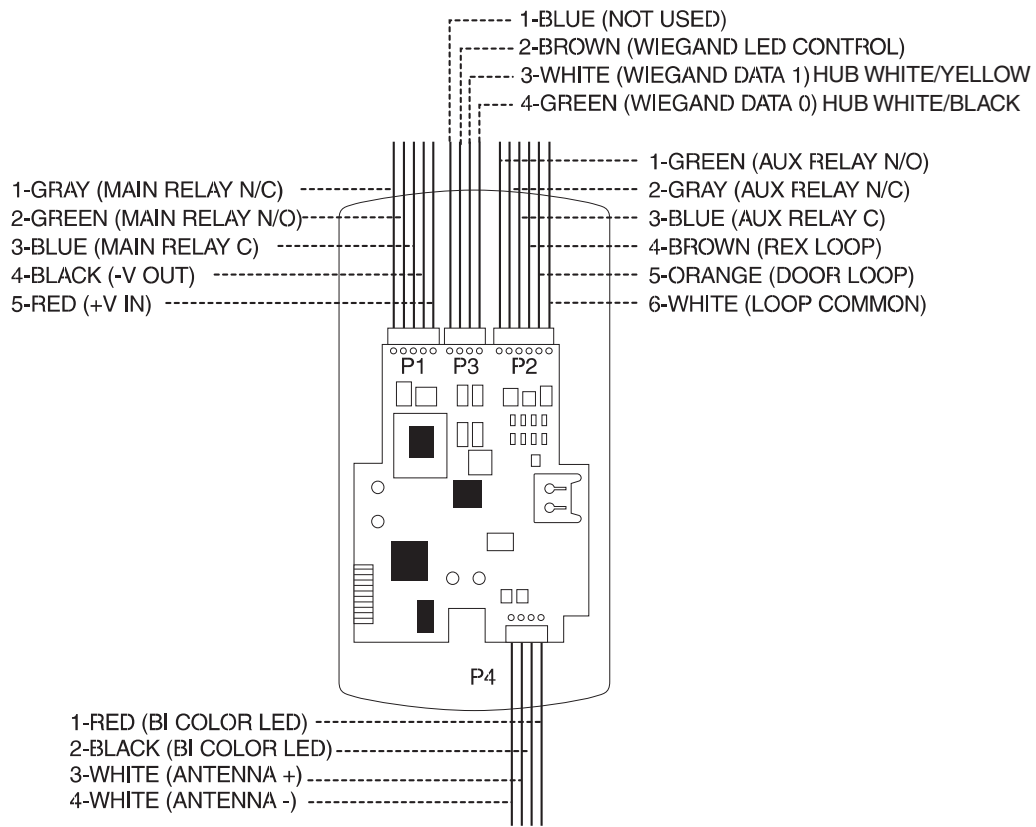 1-BLUE (NOT USED)
2-BROWN (WIEGAND LED CONTROL)
3-WHITE (WIEGAND DATA 1) HUB WHITE/YELLOW
4-GREEN (WIEGAND DATA 0) HUB WHITE/BLACK
1-GRAY (MAIN RELAY N/C)
2-GREEN (MAIN RELAY N/O)
3-BLUE (MAIN RELAY C)
4-BLACK (-V OUT)
5-RED (+V IN)
1-GREEN (AUX RELAY N/O)
2-GRAY (AUX RELAY N/C)
3-BLUE (AUX RELAY C)
4-BROWN (REX LOOP)
5-ORANGE (DOOR LOOP)
6-WHITE (LOOP COMMON)
P1 P3 P2
P4
1-RED (BI COLOR LED)
2-BLACK (BI COLOR LED)
3-WHITE (ANTENNA +)
4-WHITE (ANTENNA -)